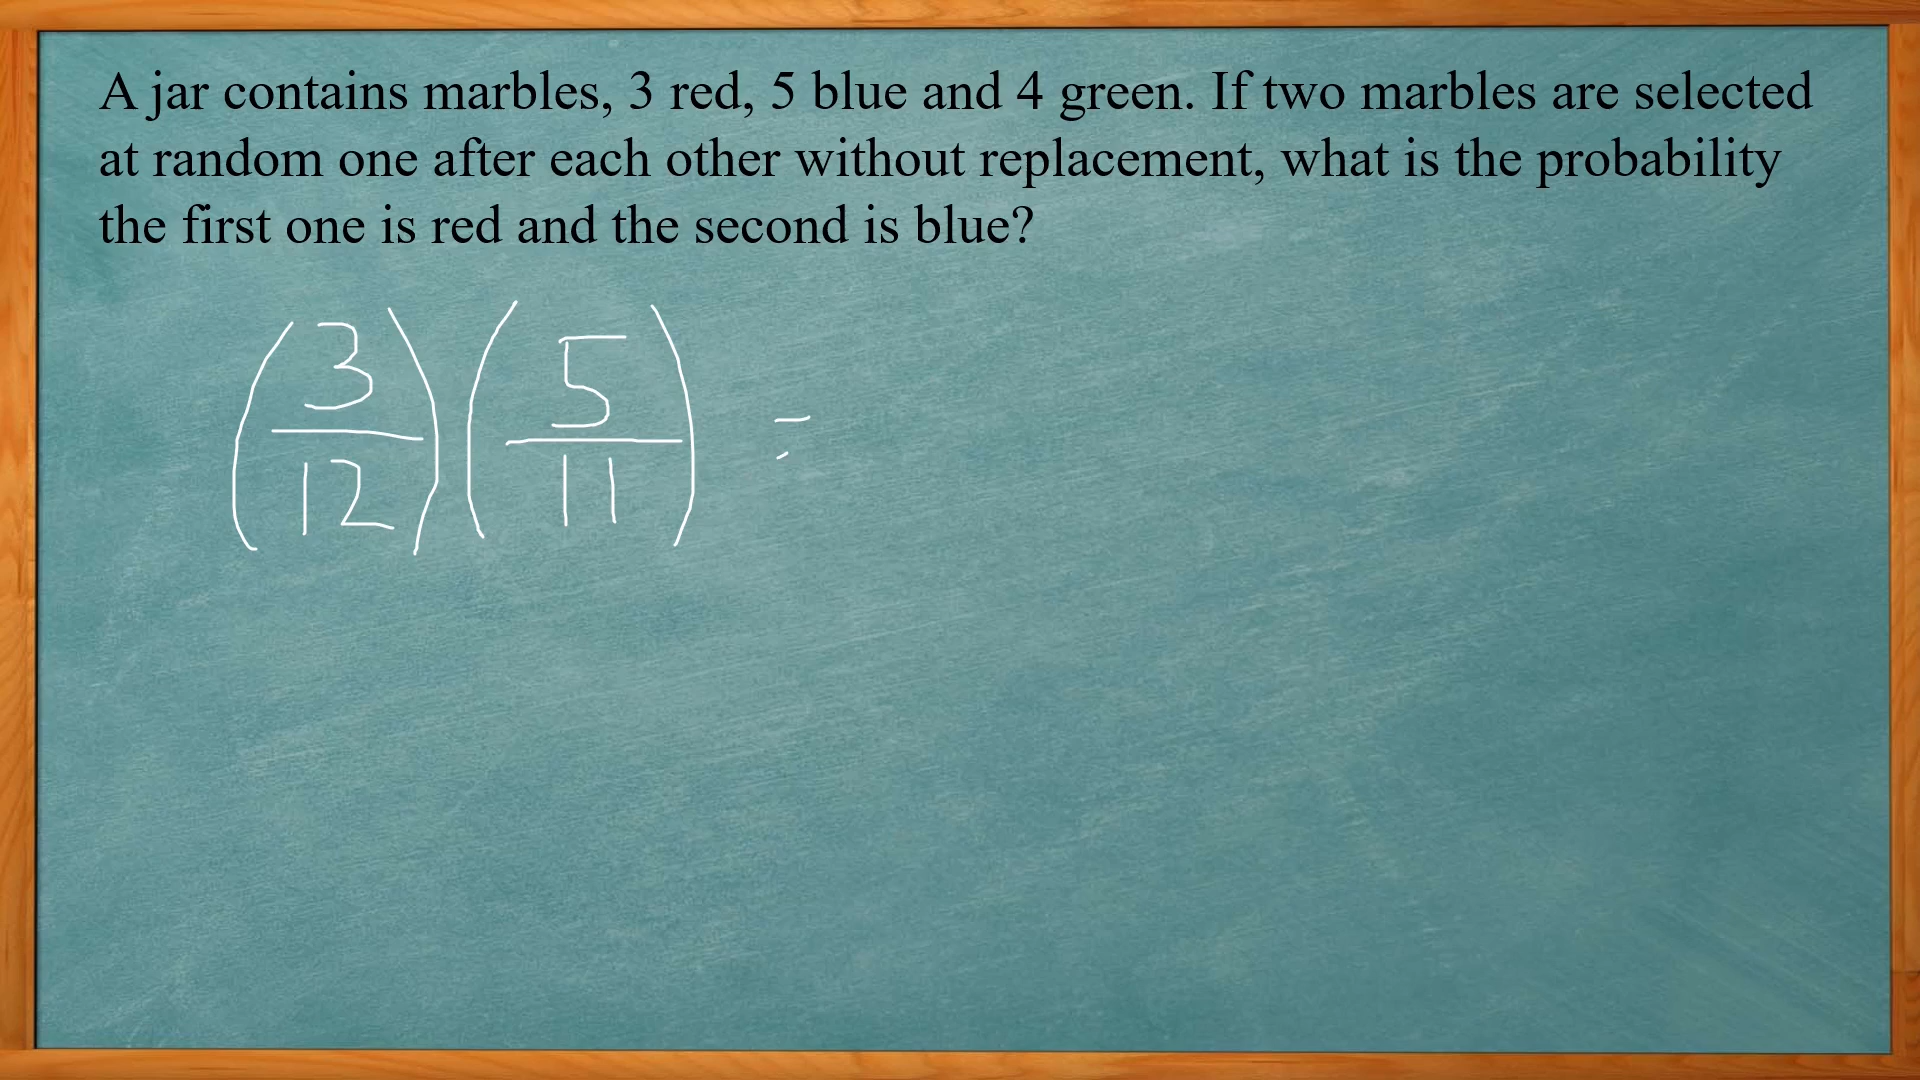 A jar contains marbles, 3 red, 5 blue and 4 green. If two marbles are selected
at random one after each other without replacement, what is the probability
the first one is red and the second is blue?
(3/12)(5/11) =